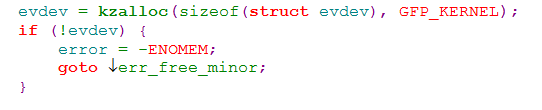 evdev = kzalloc(sizeof(struct evdev), GFP_KERNEL);
if (!evdev) {
    error = -ENOMEM;
    goto ↓err_free_minor;
}